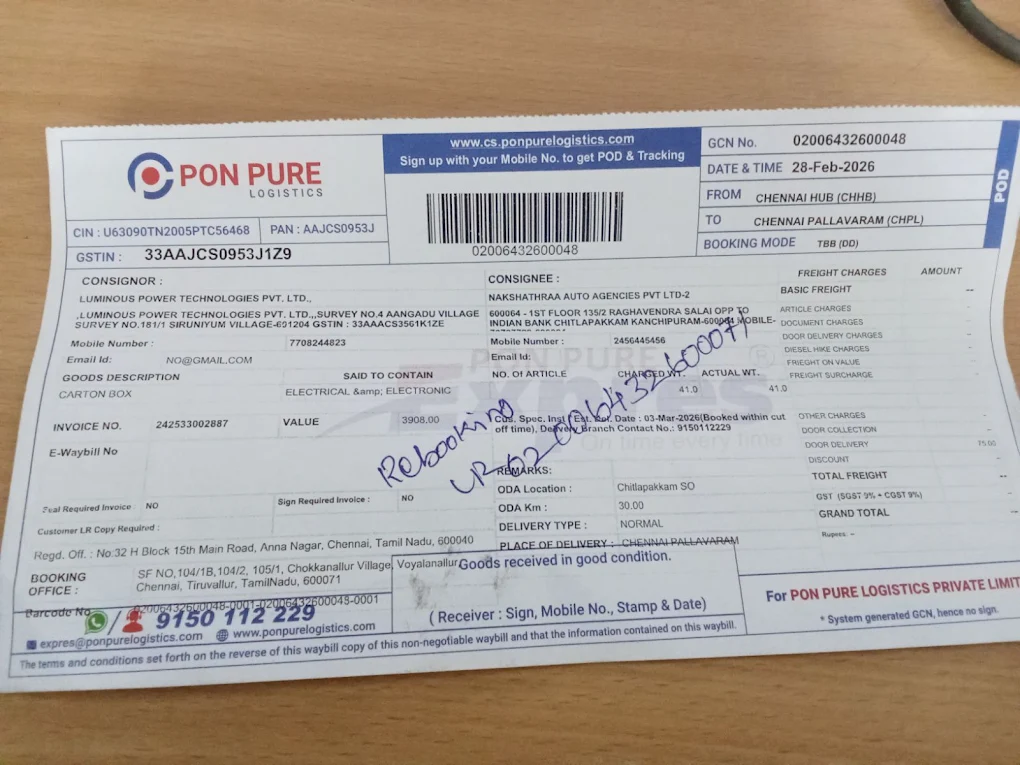 PON PURE
LOGISTICS
www.cs.ponpurelogistics.com
Sign up with your Mobile No. to get POD & Tracking
02006432600048
GCN No. 02006432600048
DATE & TIME 28-Feb-2026
FROM CHENNAI HUB (CHHB)
TO CHENNAI PALLAVARAM (CHPL)
BOOKING MODE TBB (DD)
POD
CIN : U63090TN2005PTC56468 PAN : AAJCS0953J
GSTIN : 33AAJCS0953J1Z9
CONSIGNOR :
LUMINOUS POWER TECHNOLOGIES PVT. LTD.,
.LUMINOUS POWER TECHNOLOGIES PVT. LTD.,,,SURVEY NO.4 AANGADU VILLAGE
SURVEY NO.181/1 SIRUNIYUM VILLAGE-691204 GSTIN : 33AAACS3561K1ZE
Mobile Number : 7708244823
Email Id: NO@GMAIL.COM
CONSIGNEE :
NAKSHATHRAA AUTO AGENCIES PVT LTD-2
600064 - 1ST FLOOR 135/2 RAGHAVENDRA SALAI OPP TO
INDIAN BANK CHITLAPAKKAM KANCHIPURAM-600064 MOBILE-
Mobile Number : 2456445456
Email Id:
FREIGHT CHARGES AMOUNT
BASIC FREIGHT --
ARTICLE CHARGES
DOCUMENT CHARGES
DOOR DELIVERY CHARGES
DIESEL HIKE CHARGES
FREIGHT ON VALUE
FREIGHT SURCHARGE
OTHER CHARGES
DOOR COLLECTION --
DOOR DELIVERY 75.00
DISCOUNT
TOTAL FREIGHT --
GST (SGST 9% + CGST 9%)
GRAND TOTAL --
Rupees: --
GOODS DESCRIPTION SAID TO CONTAIN
CARTON BOX ELECTRICAL &amp; ELECTRONIC
NO. OF ARTICLE CHARGED WT. ACTUAL WT.
41.0 41.0
PON PURE
Expres ®
On time every time
INVOICE NO. 242533002887 VALUE 3908.00
E-Waybill No
Cus. Spec. Inst Date : 03-Mar-2026(Booked within cut
off time), Delivery Branch Contact No.: 9150112229
Rebooking
LR-02006432600071
REMARKS:
ODA Location : Chitlapakkam SO
ODA Km : 30.00
DELIVERY TYPE : NORMAL
PLACE OF DELIVERY : CHENNAI PALLAVARAM
Seal Required Invoice NO Sign Required Invoice : NO
Customer LR Copy Required :
Regd. Off. : No:32 H Block 15th Main Road, Anna Nagar, Chennai, Tamil Nadu, 600040
BOOKING
OFFICE :
SF NO,104/1B,104/2, 105/1, Chokkanallur Village, Voyalanallur
Chennai, Tiruvallur, TamilNadu, 600071
Barcode No 02006432600048-0001-02006432600048-0001
9150 112 229
expres@ponpurelogistics.com www.ponpurelogistics.com
Goods received in good condition.
( Receiver : Sign, Mobile No., Stamp & Date)
For PON PURE LOGISTICS PRIVATE LIMIT
* System generated GCN, hence no sign.
The terms and conditions set forth on the reverse of this waybill copy of this non-negotiable waybill and that the information contained on this waybill.